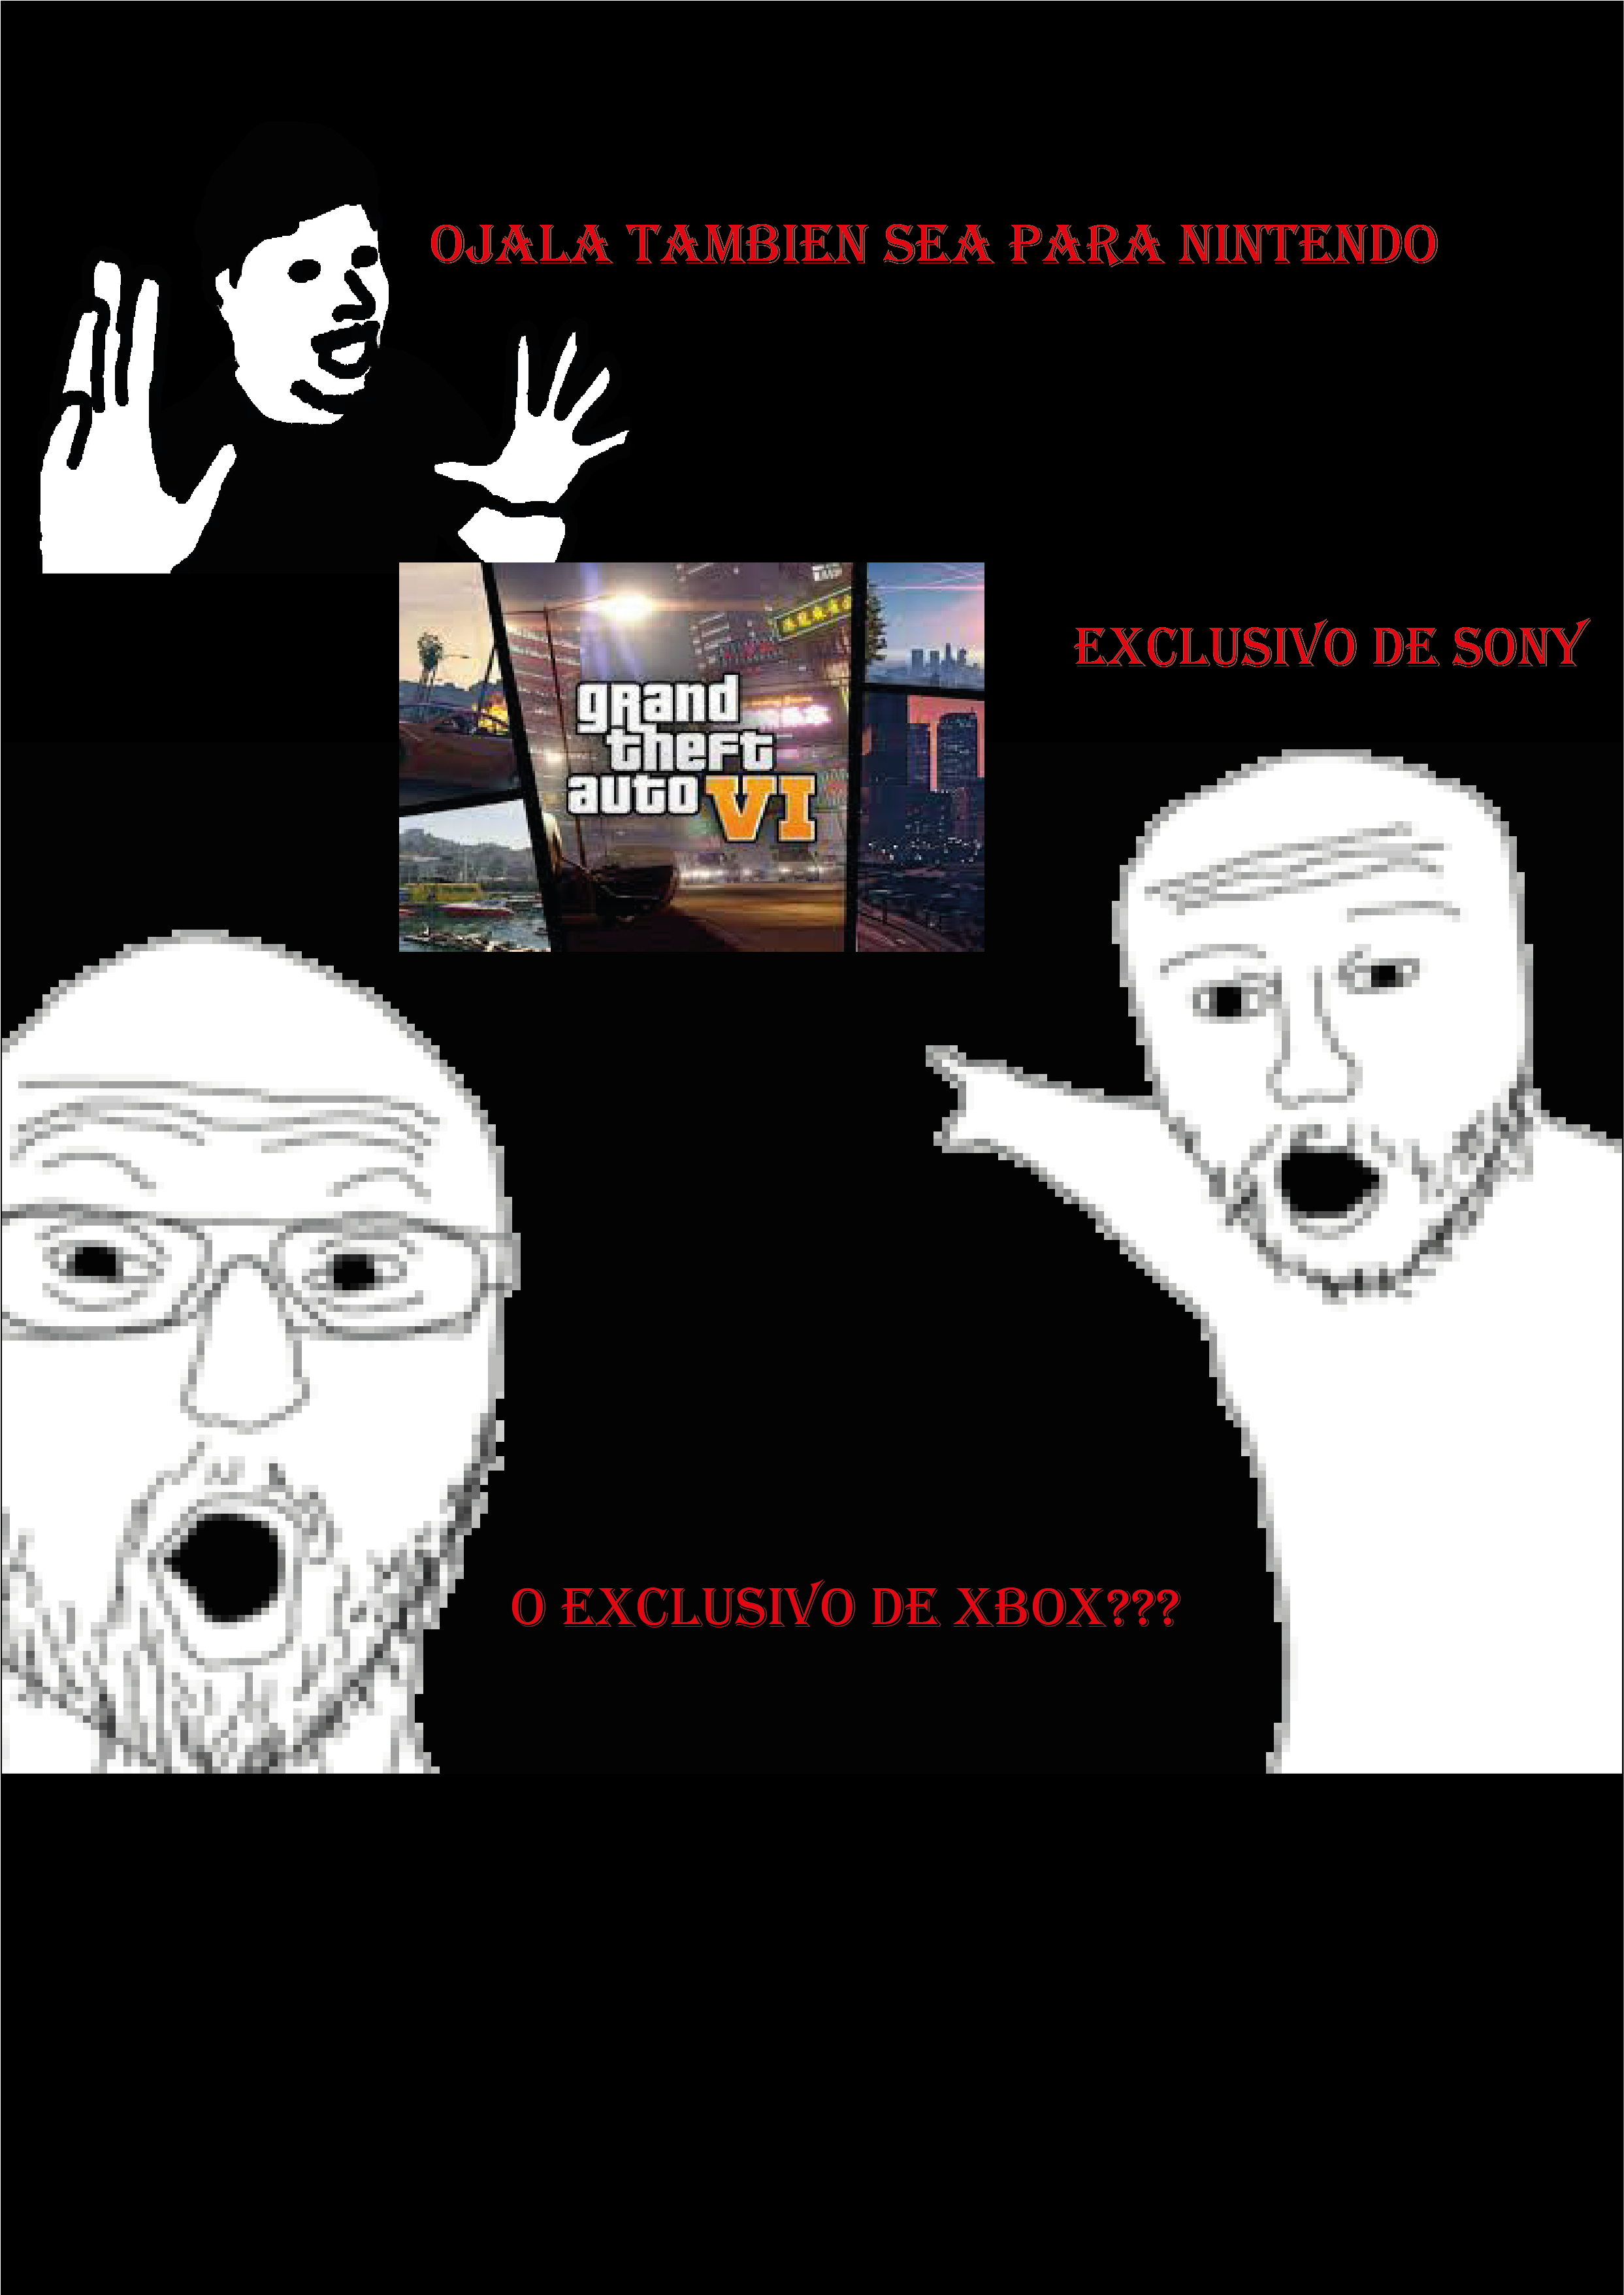 OJALA TAMBIEN SEA PARA NINTENDO
EXCLUSIVO DE SONY
grand
theft
auto VI
O EXCLUSIVO DE XBOX???